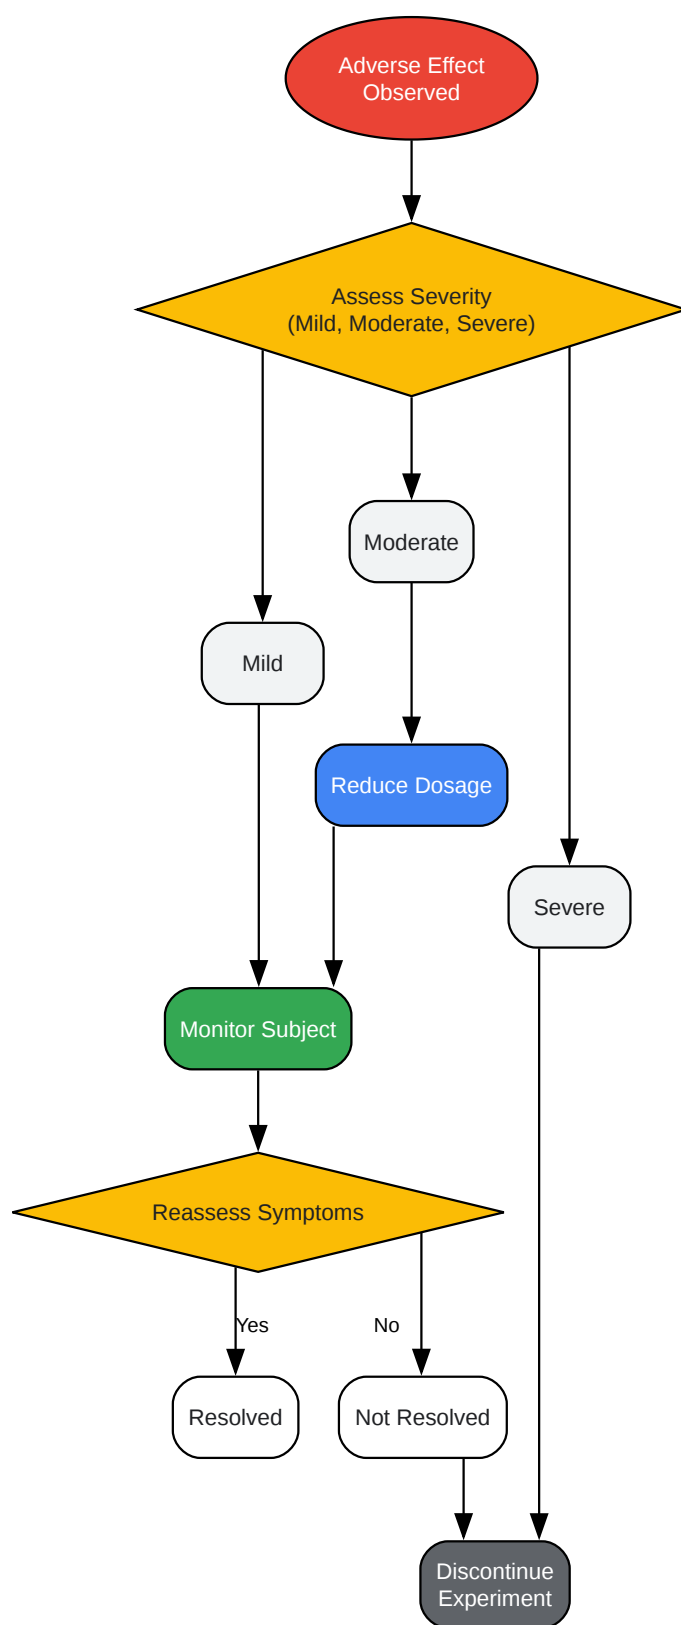 Adverse Effect
Observed
Assess Severity
(Mild, Moderate, Severe)
Moderate
Mild
Reduce Dosage
Severe
Monitor Subject
Reassess Symptoms
Yes
No
Resolved
Not Resolved
Discontinue
Experiment